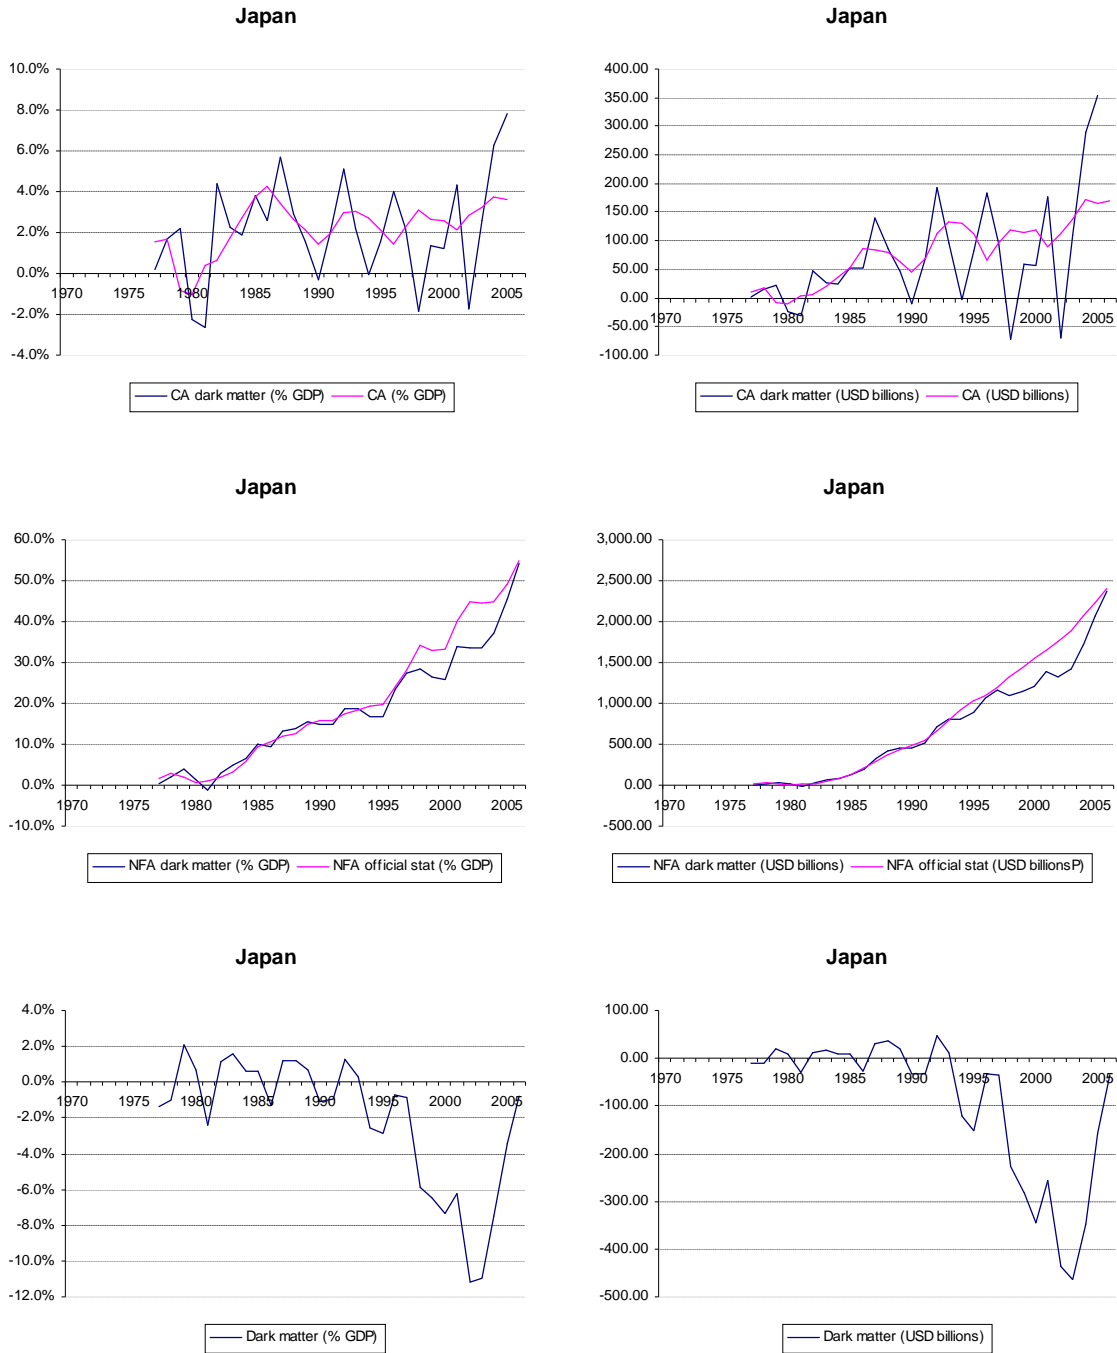 Japan
10.0%
8.0%
6.0%
4.0%
2.0%
0.0%
-2.0%
-4.0%
1970 1975 1980 1985 1990 1995 2000 2005
CA dark matter (% GDP) CA (% GDP)
Japan
400.00
350.00
300.00
250.00
200.00
150.00
100.00
50.00
0.00
-50.00
-100.00
1970 1975 1980 1985 1990 1995 2000 2005
CA dark matter (USD billions) CA (USD billions)
Japan
60.0%
50.0%
40.0%
30.0%
20.0%
10.0%
0.0%
-10.0%
1970 1975 1980 1985 1990 1995 2000 2005
NFA dark matter (% GDP) NFA official stat (% GDP)
Japan
3,000.00
2,500.00
2,000.00
1,500.00
1,000.00
500.00
0.00
-500.00
1970 1975 1980 1985 1990 1995 2000 2005
NFA dark matter (USD billions) NFA official stat (USD billionsP)
Japan
4.0%
2.0%
0.0%
-2.0%
-4.0%
-6.0%
-8.0%
-10.0%
-12.0%
1970 1975 1980 1985 1990 1995 2000 2005
Dark matter (% GDP)
Japan
100.00
0.00
-100.00
-200.00
-300.00
-400.00
-500.00
1970 1975 1980 1985 1990 1995 2000 2005
Dark matter (USD billions)